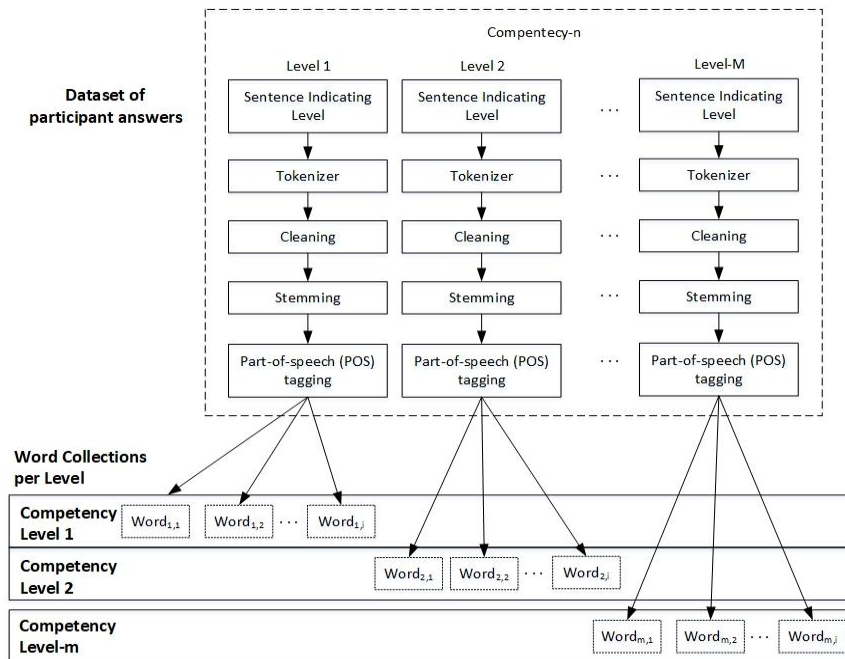 Compentecy-n
Level 1 Level 2 Level-M
Dataset of
participant answers
Sentence Indicating Level
Sentence Indicating Level
. . .
Sentence Indicating Level
Tokenizer Tokenizer . . . Tokenizer
Cleaning Cleaning . . . Cleaning
Stemming Stemming . . . Stemming
Part-of-speech (POS) tagging
Part-of-speech (POS) tagging
. . .
Part-of-speech (POS) tagging
Word Collections
per Level
Competency
Level 1
Word1,1 Word1,2 . . . Word1,i
Competency
Level 2
Word2,1 Word2,2 . . . Word2,i
Competency
Level-m
Wordm,1 Wordm,2 . . . Wordm,i